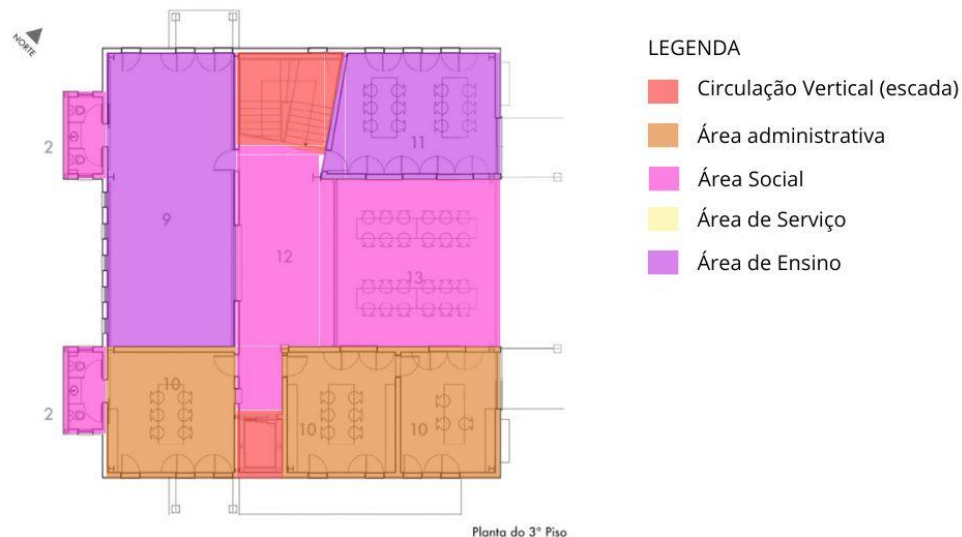 NORTE
LEGENDA
Circulação Vertical (escada)
Área administrativa
Área Social
Área de Serviço
Área de Ensino
2
11
9
12
13
10
2
10
10
Planta do 3º Piso